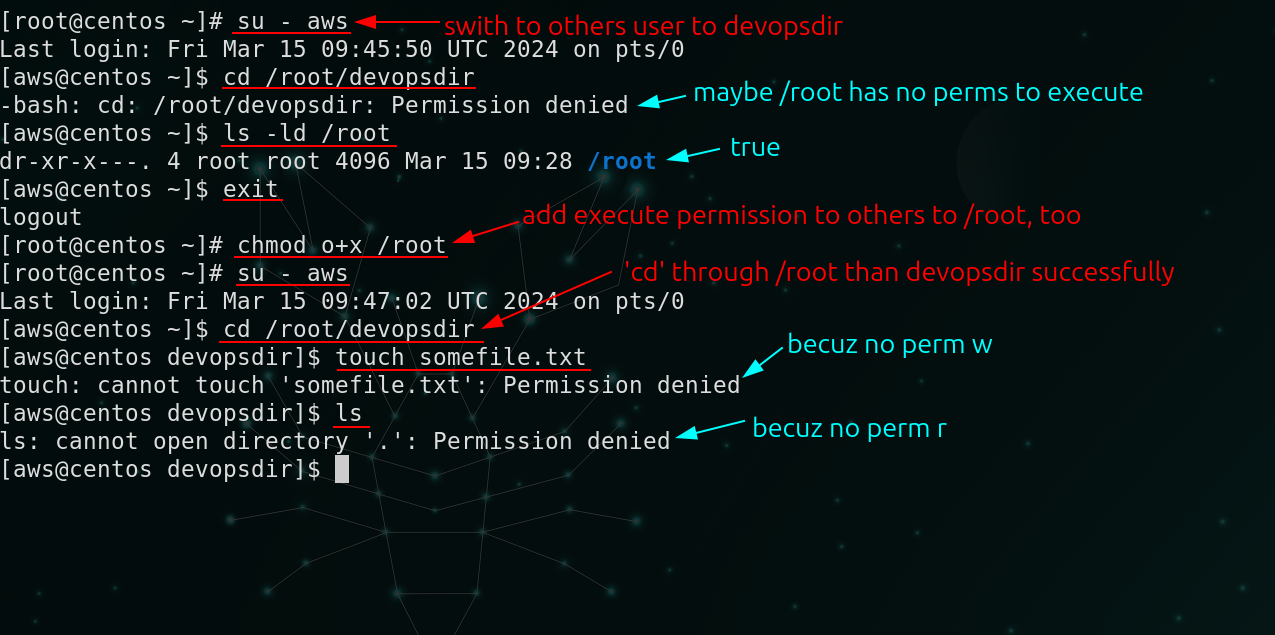 [root@centos ~]# su - aws swith to others user to devopsdir
Last login: Fri Mar 15 09:45:50 UTC 2024 on pts/0
[aws@centos ~]$ cd /root/devopsdir
-bash: cd: /root/devopsdir: Permission denied maybe /root has no perms to execute
[aws@centos ~]$ ls -ld /root
dr-xr-x---. 4 root root 4096 Mar 15 09:28 /root true
[aws@centos ~]$ exit
logout
add execute permission to others to /root, too
[root@centos ~]# chmod o+x /root
[root@centos ~]# su - aws 'cd' through /root than devopsdir successfully
Last login: Fri Mar 15 09:47:02 UTC 2024 on pts/0
[aws@centos ~]$ cd /root/devopsdir
[aws@centos devopsdir]$ touch somefile.txt becuz no perm w
touch: cannot touch 'somefile.txt': Permission denied
[aws@centos devopsdir]$ ls
ls: cannot open directory '.': Permission denied becuz no perm r
[aws@centos devopsdir]$